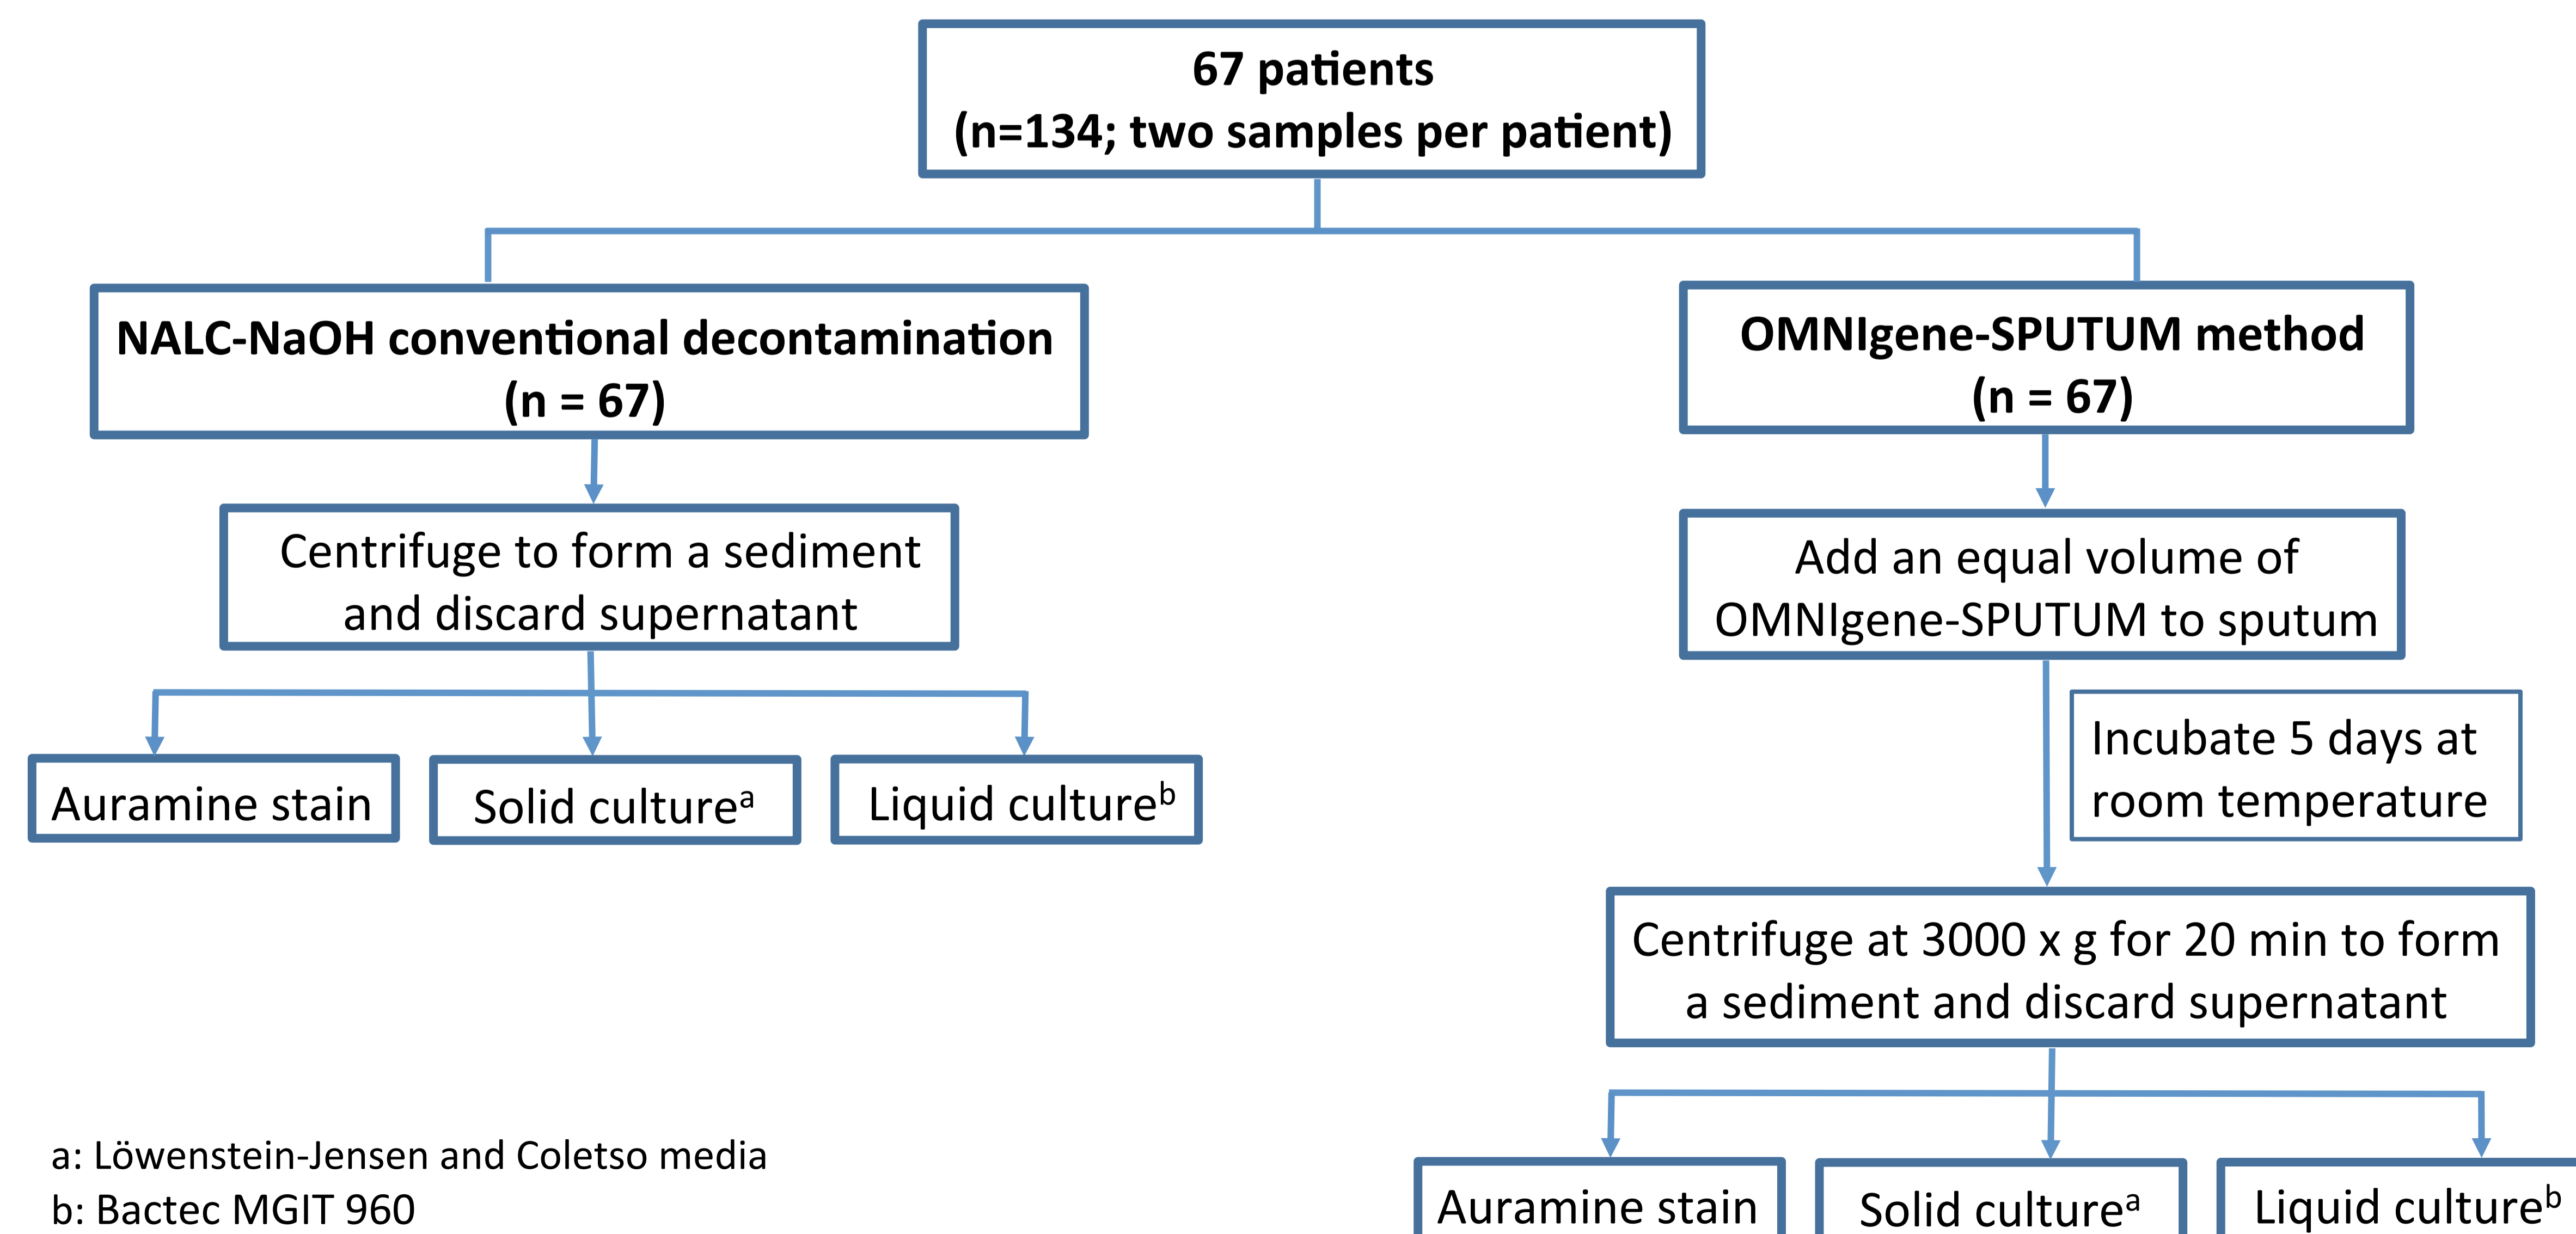 67 patients
(n=134; two samples per patient)
NALC-NaOH conventional decontamination
(n = 67)
Centrifuge to form a sediment
and discard supernatant
Auramine stain
Solid cultureᵃ
Liquid cultureᵇ
OMNIgene-SPUTUM method
(n = 67)
Add an equal volume of
OMNIgene-SPUTUM to sputum
Incubate 5 days at
room temperature
Centrifuge at 3000 x g for 20 min to form
a sediment and discard supernatant
Auramine stain
Solid cultureᵃ
Liquid cultureᵇ
a: Löwenstein-Jensen and Coletso media
b: Bactec MGIT 960